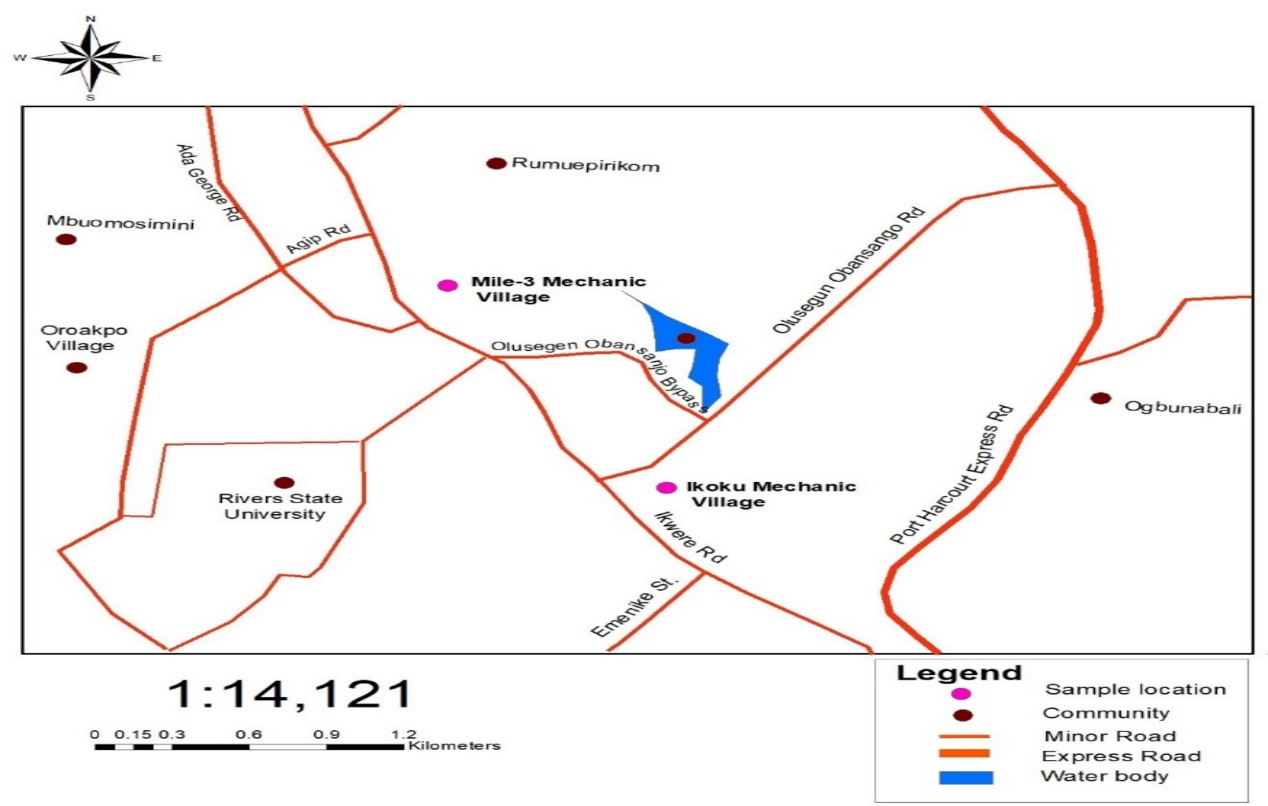 N
W E
S
Ada George Rd
Rumuepirikom
Mbuomosimini
Agip Rd
Olusegun Obansango Rd
Mile-3 Mechanic
Village
Oroakpo
Village
Olusegen Obansanjo Bypass
Ogbunabali
Port Harcourt Express Rd
Rivers State
University
Ikoku Mechanic
Village
Ikwere Rd
Emenike St.
1:14,121
0 0.15 0.3 0.6 0.9 1.2
Kilometers
Legend
Sample location
Community
Minor Road
Express Road
Water body